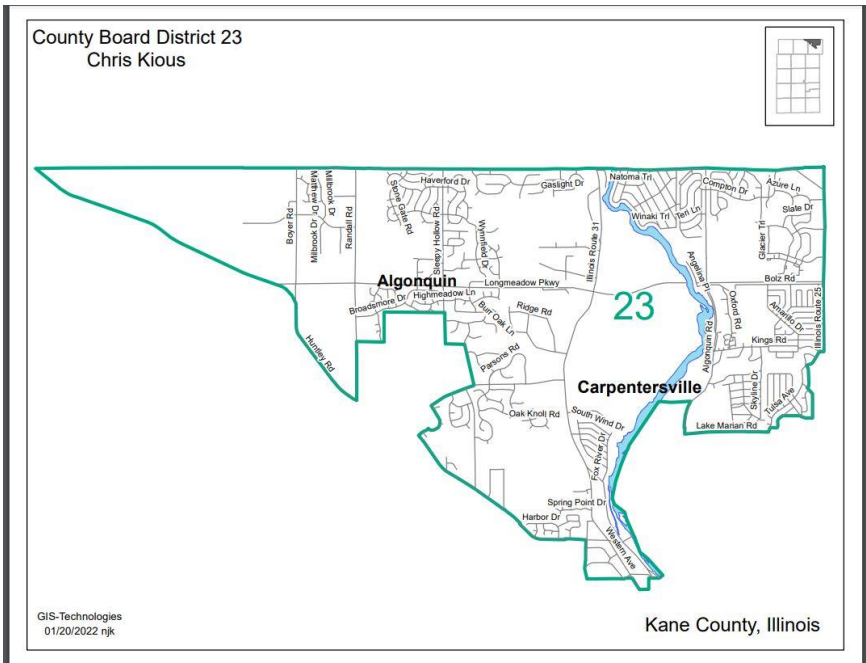 County Board District 23
Chris Kious
Natoma Trl
Haverford Dr
Gaslight Dr
Compton Dr
Azure Ln
Milbrook Dr
Matthew Dr
Stone Gate Rd
Slate Dr
Winaki Trl
Teri Ln
Boyer Rd
Milbrook Dr
Randall Rd
Sleepy Hollow Rd
Wynnfield Dr
Illinois Route 31
Glacier Trl
Angelina Pl
Bolz Rd
Algonquin
Longmeadow Pkwy
Highmeadow Ln
Broadsmore Dr
Burr Oak Ln
Ridge Rd
23
Oxford Rd
Amarillo Dr
Illinois Route 25
Huntley Rd
Parsons Rd
Algonquin Rd
Kings Rd
Carpentersville
Skyline Dr
Tulsa Ave
Oak Knoll Rd
South Wind Dr
Lake Marian Rd
Fox River Dr
Spring Point Dr
Harbor Dr
Western Ave
GIS-Technologies
01/20/2022 njk
Kane County, Illinois